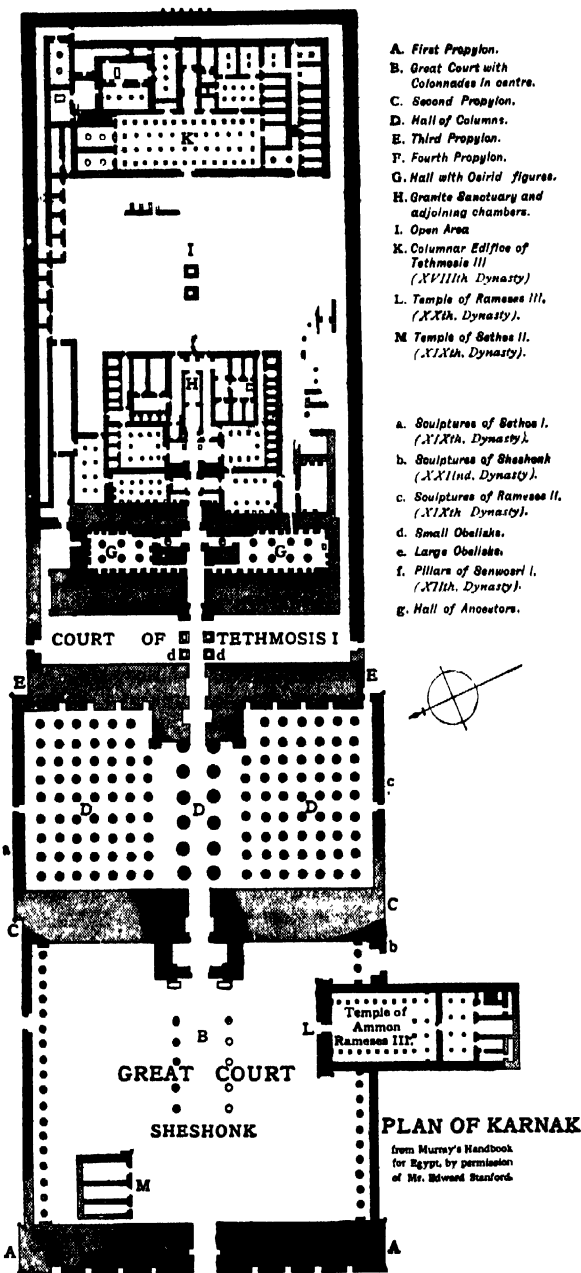 A. First Propylon.
B. Great Court with
Colonnades in centre.
C. Second Propylon.
D. Hall of Columns.
E. Third Propylon.
F. Fourth Propylon.
G. Hall with Osirid figures.
H. Granite Sanctuary and
adjoining chambers.
I. Open Area
K. Columnar Edifice of
Tethmosis III
(XVIIIth Dynasty)
L. Temple of Rameses III,
(XXth, Dynasty).
M Temple of Sethos II.
(XIXth, Dynasty).
a. Sculptures of Sethos I.
(XIXth, Dynasty).
b. Sculptures of Sheshonk
(XXIInd, Dynasty).
c. Sculptures of Rameses II,
(XIXth Dynasty).
d. Small Obelisks.
e. Large Obelisks.
f. Pillars of Senwosri I.
(XIIth, Dynasty).
g. Hall of Ancestors.
K
I
H
G
G
COURT OF TETHMOSIS I
d d
E
E
D
D
D
c
a
C
C
b
B
L
Temple of
Ammon
Rameses III.
GREAT COURT
SHESHONK
M
A
A
PLAN OF KARNAK
from Murray's Handbook
for Egypt, by permission
of Mr. Edward Stanford.